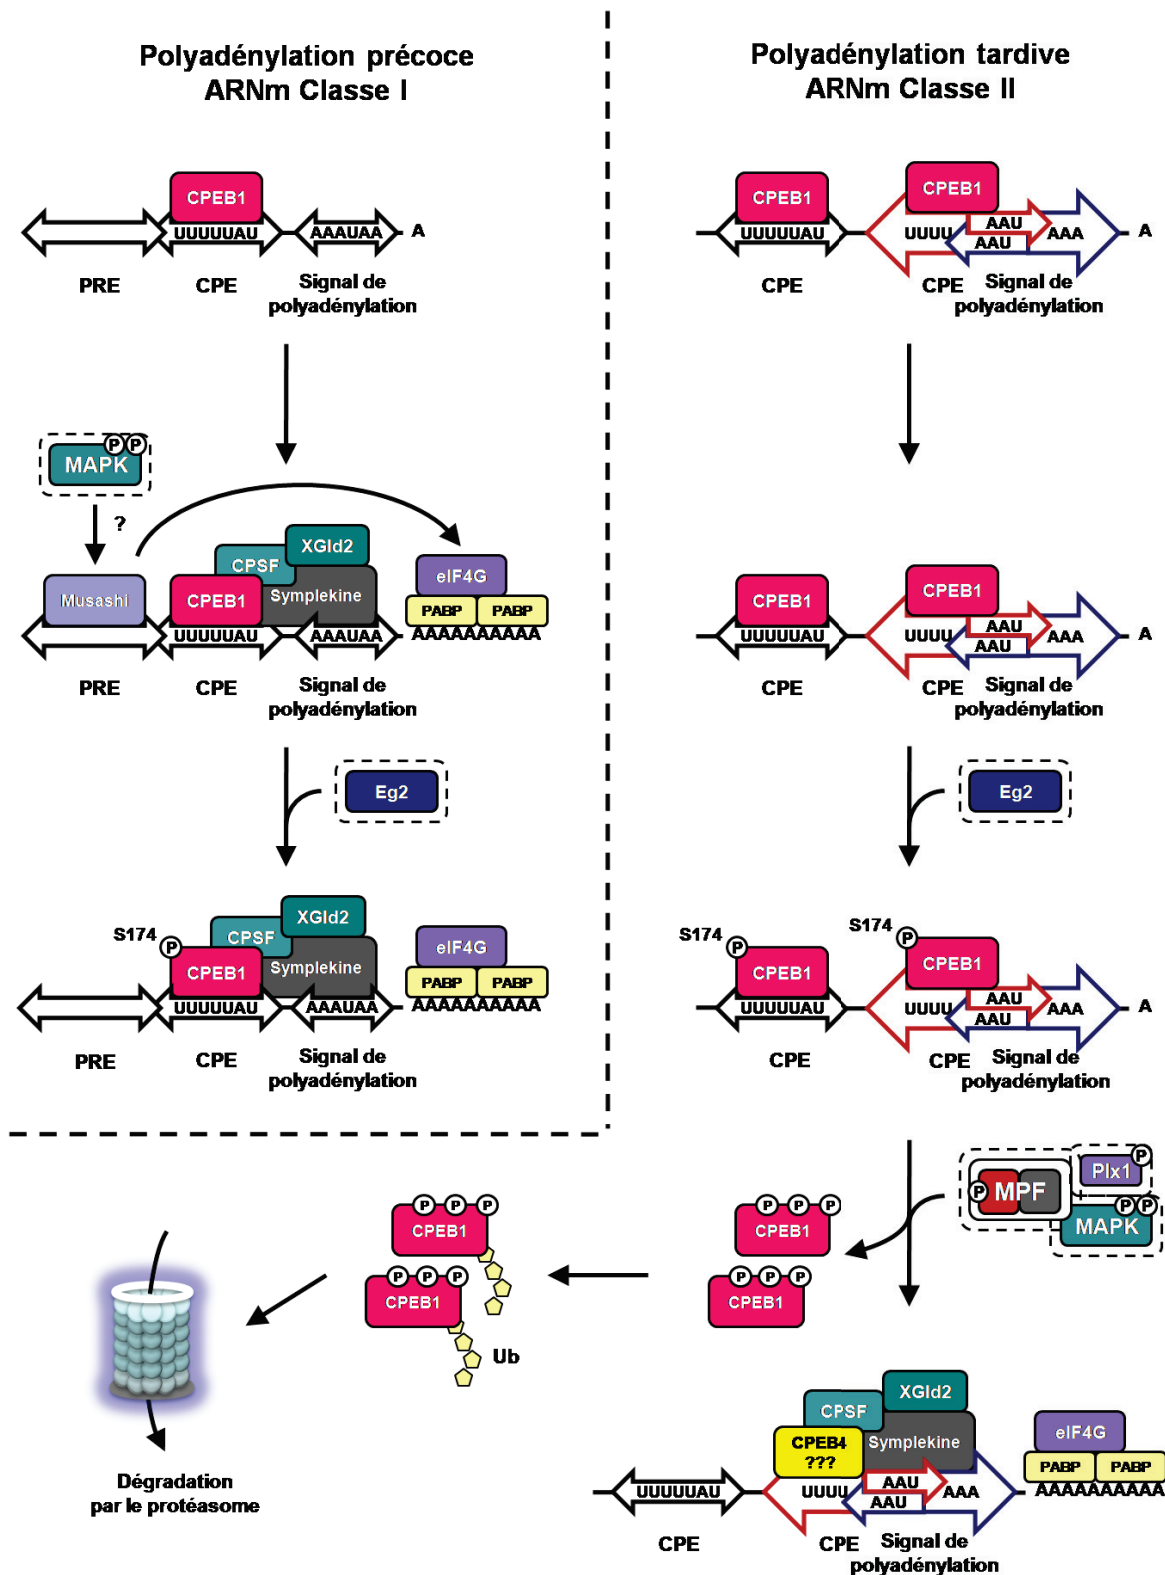 Polyadénylation précoce
ARNm Classe I
CPEB1
UUUUUAU
AAAUAA
A
PRE
CPE
Signal de
polyadénylation
P P
MAPK
?
XGld2
CPSF
eIF4G
Musashi
CPEB1
Symplekine
PABP
PABP
UUUUUAU
AAAUAA
AAAAAAAAAA
PRE
CPE
Signal de
polyadénylation
Eg2
S174
P
XGld2
CPSF
eIF4G
CPEB1
Symplekine
PABP
PABP
UUUUUAU
AAAUAA
AAAAAAAAAA
PRE
CPE
Signal de
polyadénylation
Polyadénylation tardive
ARNm Classe II
CPEB1
CPEB1
UUUUUAU
UUUU
AAU
AAU
AAA
A
CPE
CPE
Signal de
polyadénylation
CPEB1
CPEB1
UUUUUAU
UUUU
AAU
AAU
AAA
A
CPE
CPE
Signal de
polyadénylation
Eg2
S174
P
S174
P
CPEB1
CPEB1
UUUUUAU
UUUU
AAU
AAU
AAA
A
CPE
CPE
Signal de
polyadénylation
P
MPF
Plx1
P
P P
MAPK
P P P
CPEB1
P P P
CPEB1
P P P
CPEB1
P P P
CPEB1
Ub
Dégradation
par le protéasome
XGld2
CPSF
eIF4G
CPEB4
???
Symplekine
PABP
PABP
UUUUUAU
UUUU
AAU
AAU
AAA
AAAAAAAAAA
CPE
CPE
Signal de
polyadénylation